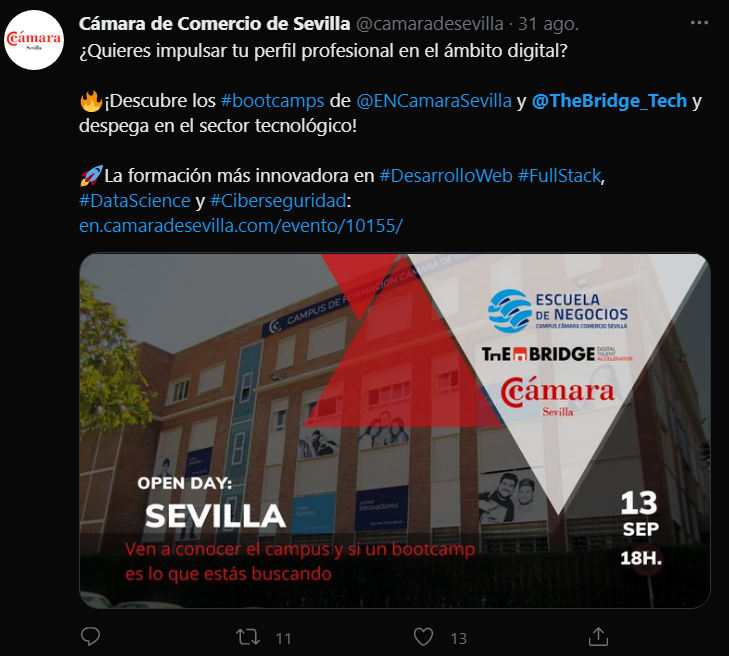 Cámara de Comercio de Sevilla @camaradesevilla · 31 ago.
¿Quieres impulsar tu perfil profesional en el ámbito digital?
¡Descubre los #bootcamps de @ENCamaraSevilla y @TheBridge_Tech y
despega en el sector tecnológico!
La formación más innovadora en #DesarrolloWeb #FullStack,
#DataScience y #Ciberseguridad:
en.camaradesevilla.com/evento/10155/
Cámara
Sevilla
CAMPUS DE FORMACIÓN CÁMARA DE
ESCUELA
DE NEGOCIOS
CAMPUS CÁMARA COMERCIO SEVILLA
THE BRIDGE DIGITAL
TALENT
ACCELERATOR
Cámara
Sevilla
OPEN DAY:
SEVILLA
Ven a conocer el campus y si un bootcamp
es lo que estás buscando
13
SEP
18H.
11
13